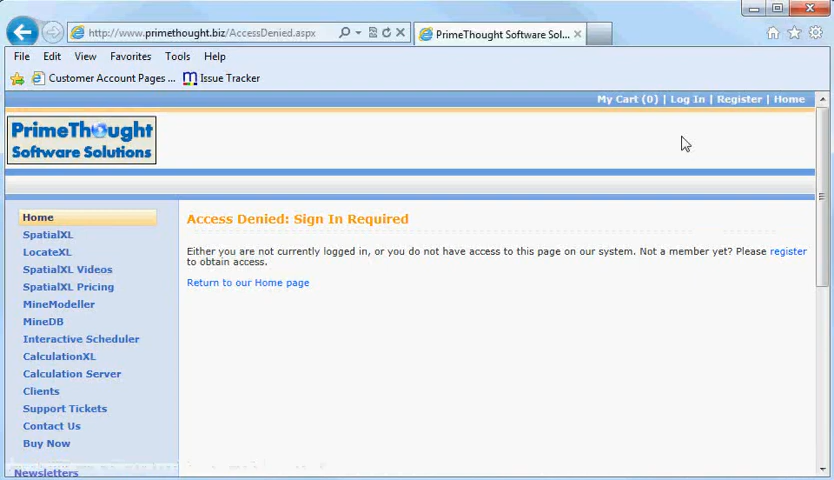 http://www.primethought.biz/AccessDenied.aspx
PrimeThought Software Sol...
File Edit View Favorites Tools Help
Customer Account Pages ... Issue Tracker
My Cart (0) | Log In | Register | Home
PrimeThought
Software Solutions
Home
SpatialXL
LocateXL
SpatialXL Videos
SpatialXL Pricing
MineModeller
MineDB
Interactive Scheduler
CalculationXL
Calculation Server
Clients
Support Tickets
Contact Us
Buy Now
Newsletters
Access Denied: Sign In Required
Either you are not currently logged in, or you do not have access to this page on our system. Not a member yet? Please register
to obtain access.
Return to our Home page